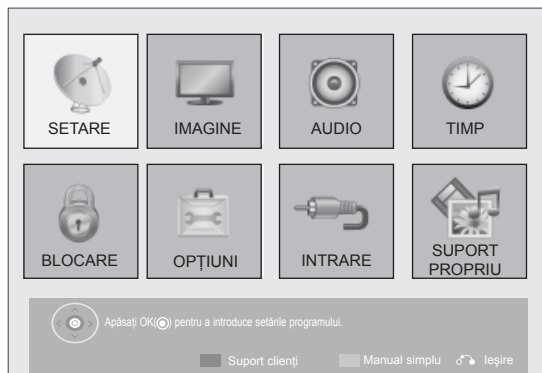 SETARE
IMAGINE
AUDIO
TIMP
BLOCARE
OPȚIUNI
INTRARE
SUPORT
PROPRIU
Apăsați OK(◉) pentru a introduce setările programului.
Suport clienți
Manual simplu
Ieșire